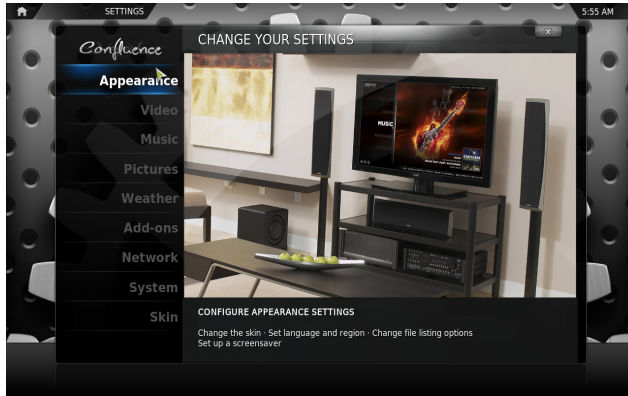 SETTINGS
5:55 AM
Confluence
CHANGE YOUR SETTINGS
Appearance
Video
Music
Pictures
Weather
Add-ons
Network
System
Skin
MUSIC
CONFIGURE APPEARANCE SETTINGS
Change the skin · Set language and region · Change file listing options
Set up a screensaver